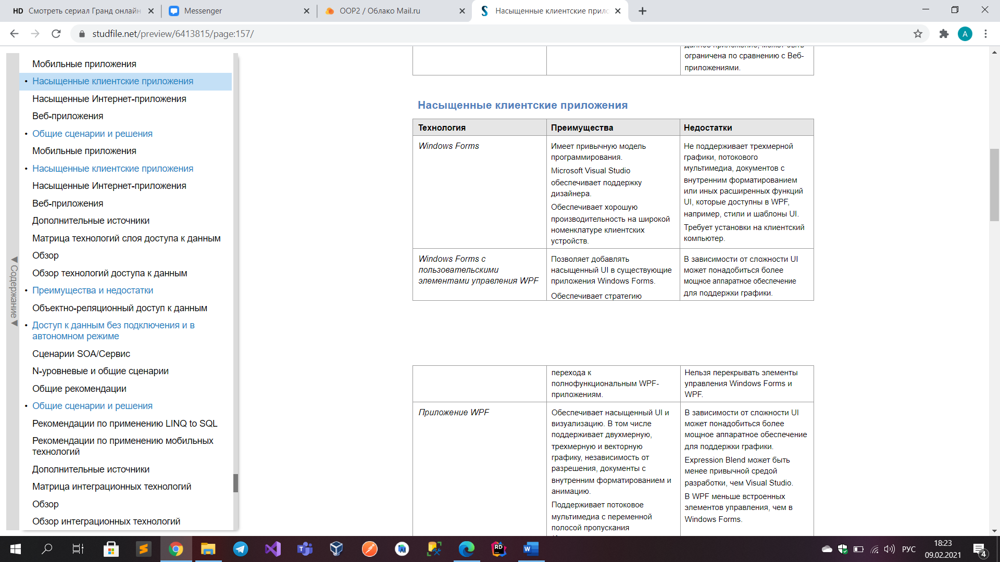 HD Смотреть сериал Гранд онлайн
Messenger
OOP2 / Облако Mail.ru
Насыщенные клиентские прил
studfile.net/preview/6413815/page:157/
A
Содержание
Мобильные приложения
• Насыщенные клиентские приложения
Насыщенные Интернет-приложения
Веб-приложения
• Общие сценарии и решения
Мобильные приложения
• Насыщенные клиентские приложения
Насыщенные Интернет-приложения
Веб-приложения
Дополнительные источники
Матрица технологий слоя доступа к данным
Обзор
Обзор технологий доступа к данным
• Преимущества и недостатки
Объектно-реляционный доступ к данным
• Доступ к данным без подключения и в
автономном режиме
Сценарии SOA/Сервис
N-уровневые и общие сценарии
Общие рекомендации
• Общие сценарии и решения
Рекомендации по применению LINQ to SQL
Рекомендации по применению мобильных
технологий
Дополнительные источники
Матрица интеграционных технологий
Обзор
Обзор интеграционных технологий
данное приложение, может быть
ограничена по сравнению с Веб-
приложениями.
Насыщенные клиентские приложения
Технология
Преимущества
Недостатки
Windows Forms
Имеет привычную модель
программирования.
Microsoft Visual Studio
обеспечивает поддержку
дизайнера.
Обеспечивает хорошую
производительность на широкой
номенклатуре клиентских
устройств.
Не поддерживает трехмерной
графики, потокового
мультимедиа, документов с
внутренним форматированием
или иных расширенных функций
UI, которые доступны в WPF,
например, стили и шаблоны UI.
Требует установки на клиентский
компьютер.
Windows Forms с
пользовательскими
элементами управления WPF
Позволяет добавлять
насыщенный UI в существующие
приложения Windows Forms.
Обеспечивает стратегию
В зависимости от сложности UI
может понадобиться более
мощное аппаратное обеспечение
для поддержки графики.
перехода к
полнофункциональным WPF-
приложениям.
Нельзя перекрывать элементы
управления Windows Forms и
WPF.
Приложение WPF
Обеспечивает насыщенный UI и
визуализацию. В том числе
поддерживает двухмерную,
трехмерную и векторную
графику, независимость от
разрешения, документы с
внутренним форматированием и
анимацию.
Поддерживает потоковое
мультимедиа с переменной
полосой пропускания
В зависимости от сложности UI
может понадобиться более
мощное аппаратное обеспечение
для поддержки графики.
Expression Blend может быть
менее привычной средой
разработки, чем Visual Studio.
В WPF меньше встроенных
элементов управления, чем в
Windows Forms.
РУС
18:23
09.02.2021
4